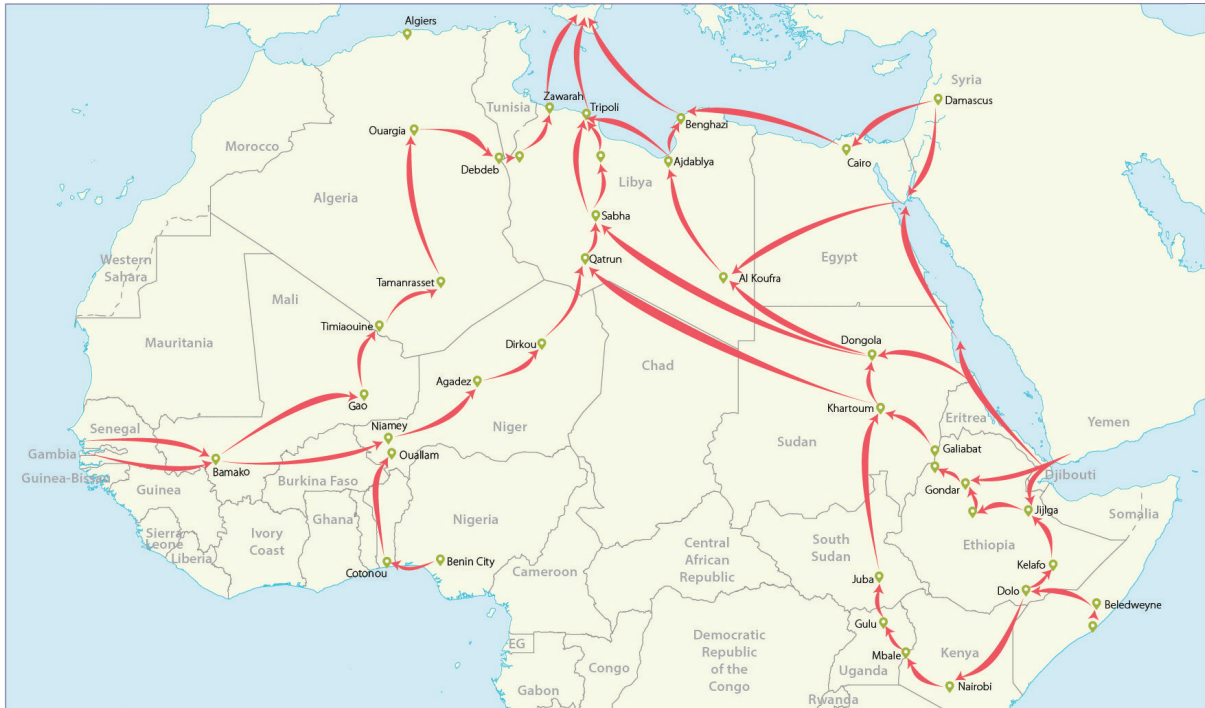 Algiers
Syria
Zawarah
Tripoli
Damascus
Tunisia
Benghazi
Ouargia
Morocco
Debdeb
Ajdablya
Cairo
Algeria
Libya
Sabha
Western
Sahara
Qatrun
Egypt
Tamanrasset
Al Koufra
Mali
Timiaouine
Mauritania
Dirkou
Dongola
Chad
Agadez
Gao
Khartoum
Eritrea
Yemen
Senegal
Niamey
Niger
Sudan
Galiabat
Gambia
Ouallam
Bamako
Djibouti
Guinea-Bissau
Burkina Faso
Gondar
Guinea
Jijlga
Somalia
Ghana
Nigeria
Sierra
Leone
Ivory
Coast
Liberia
South
Sudan
Ethiopia
Central
African
Republic
Benin City
Cotonou
Cameroon
Kelafo
Juba
Dolo
Beledweyne
Gulu
EG
Democratic
Republic
of the
Congo
Mbale
Kenya
Congo
Uganda
Gabon
Nairobi
Rwanda